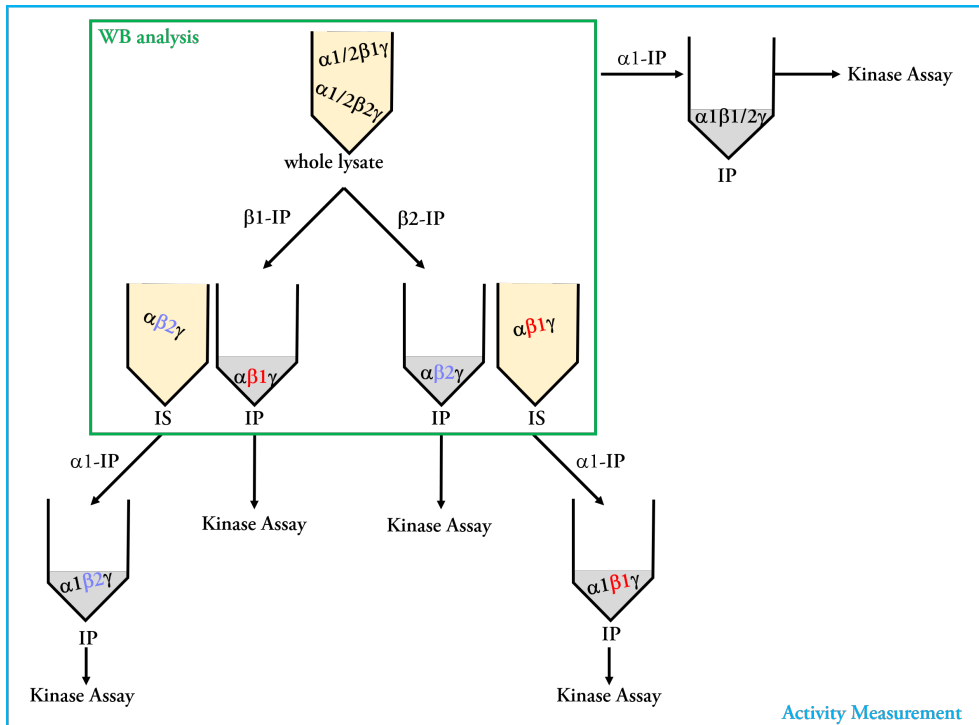 WB analysis
α1/2β1γ
α1/2β2γ
whole lysate
α1-IP
α1β1/2γ
IP
Kinase Assay
β1-IP
β2-IP
αβ2γ
IS
αβ1γ
IP
αβ2γ
IP
αβ1γ
IS
α1-IP
α1-IP
Kinase Assay
Kinase Assay
α1β2γ
IP
Kinase Assay
α1β1γ
IP
Kinase Assay
Activity Measurement